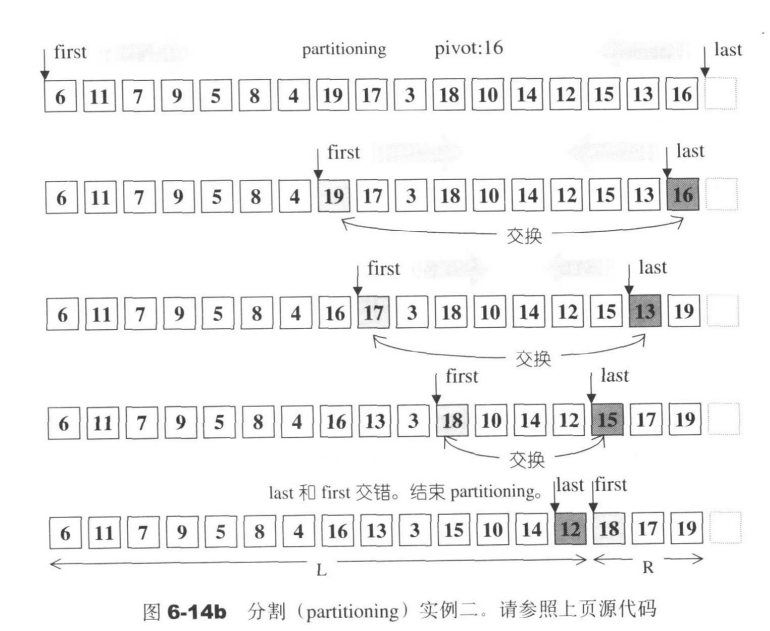 first partitioning pivot:16 last
6 11 7 9 5 8 4 19 17 3 18 10 14 12 15 13 16
first last
6 11 7 9 5 8 4 19 17 3 18 10 14 12 15 13 16
交换
first last
6 11 7 9 5 8 4 16 17 3 18 10 14 12 15 13 19
交换
first last
6 11 7 9 5 8 4 16 13 3 18 10 14 12 15 17 19
交换
last 和 first 交错。结束 partitioning。 last first
6 11 7 9 5 8 4 16 13 3 15 10 14 12 18 17 19
L R
图 6-14b 分割（partitioning）实例二。请参照上页源代码